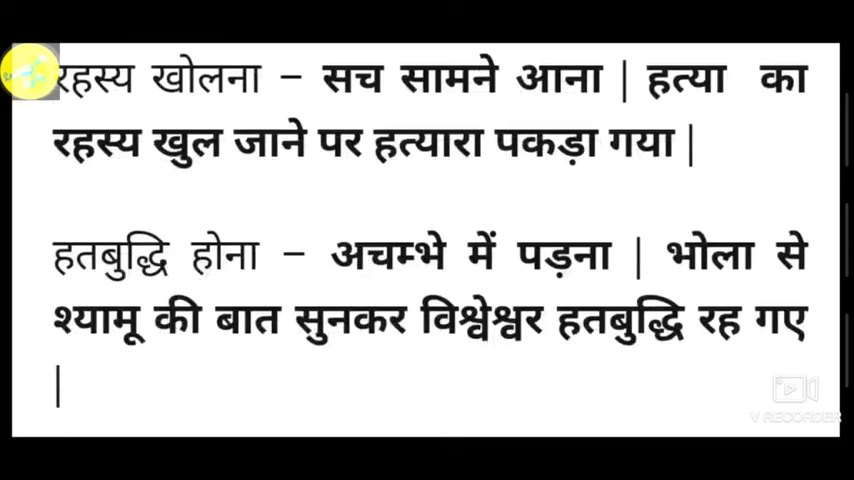 रहस्य खोलना – सच सामने आना | हत्या का
रहस्य खुल जाने पर हत्यारा पकड़ा गया |
हतबुद्धि होना – अचम्भे में पड़ना | भोला से
श्यामू की बात सुनकर विश्वेश्वर हतबुद्धि रह गए
|
V RECORDER